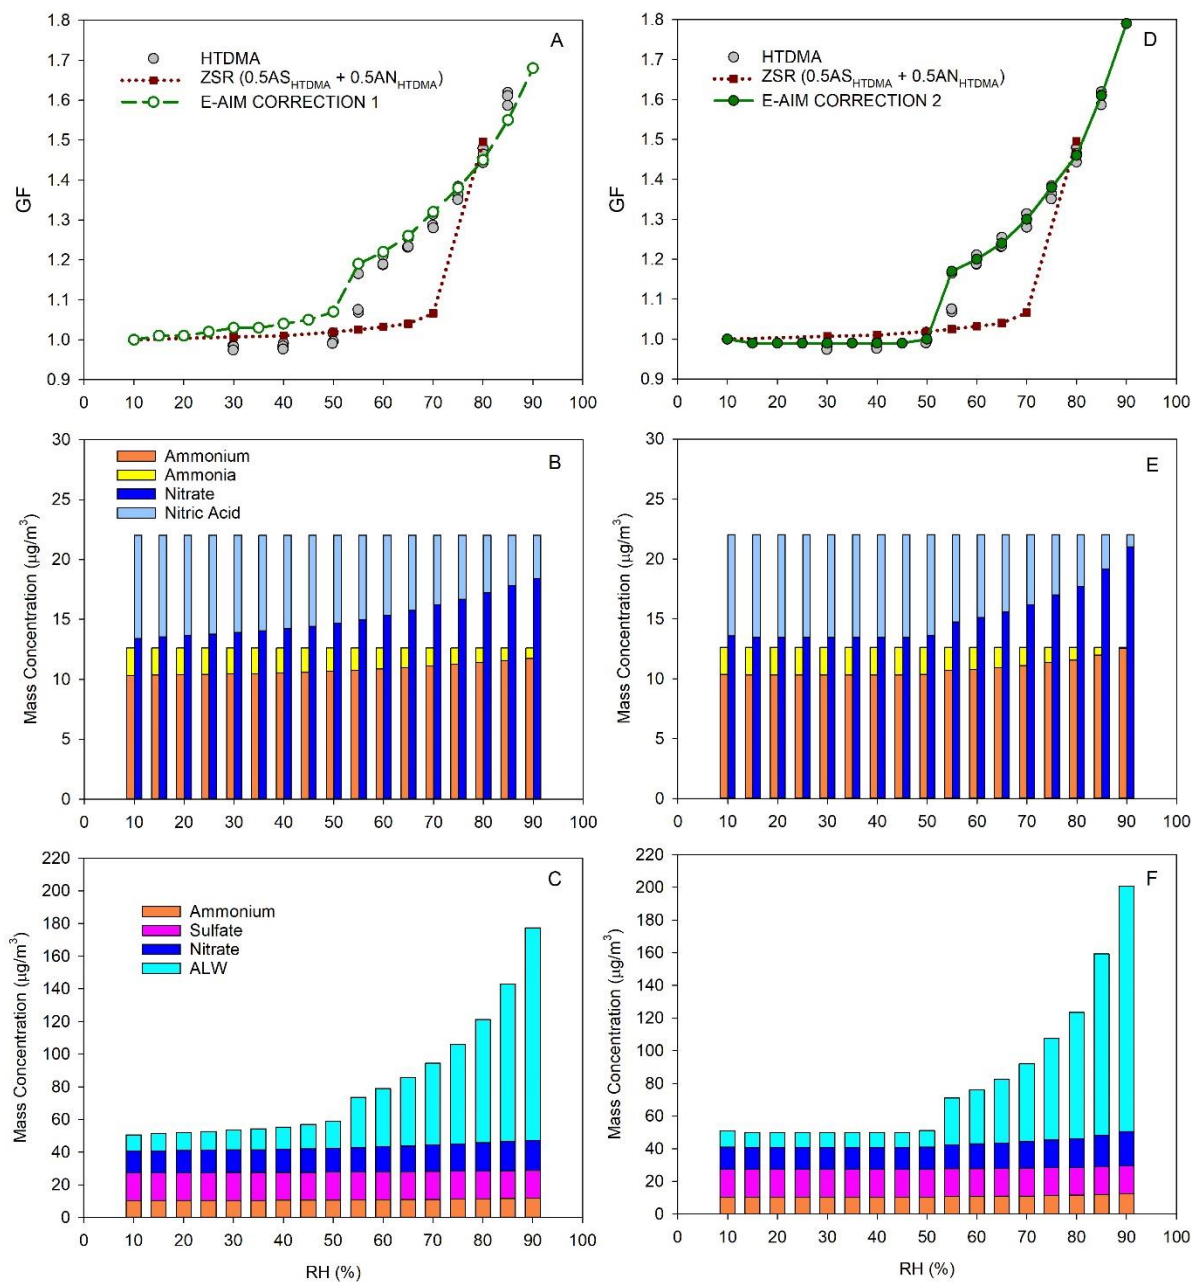 A
HTDMA
ZSR (0.5AS_HTDMA + 0.5AN_HTDMA)
E-AIM CORRECTION 1
GF
1.8
1.7
1.6
1.5
1.4
1.3
1.2
1.1
1.0
0.9
0 10 20 30 40 50 60 70 80 90 100
D
HTDMA
ZSR (0.5AS_HTDMA + 0.5AN_HTDMA)
E-AIM CORRECTION 2
GF
1.8
1.7
1.6
1.5
1.4
1.3
1.2
1.1
1.0
0.9
0 10 20 30 40 50 60 70 80 90 100
B
Ammonium
Ammonia
Nitrate
Nitric Acid
Mass Concentration (μg/m³)
30
25
20
15
10
5
0
0 10 20 30 40 50 60 70 80 90 100
E
Mass Concentration (μg/m³)
30
25
20
15
10
5
0
0 10 20 30 40 50 60 70 80 90 100
C
Ammonium
Sulfate
Nitrate
ALW
Mass Concentration (μg/m³)
220
200
180
160
140
120
100
80
60
40
20
0
0 10 20 30 40 50 60 70 80 90 100
RH (%)
F
Mass Concentration (μg/m³)
220
200
180
160
140
120
100
80
60
40
20
0
0 10 20 30 40 50 60 70 80 90 100
RH (%)